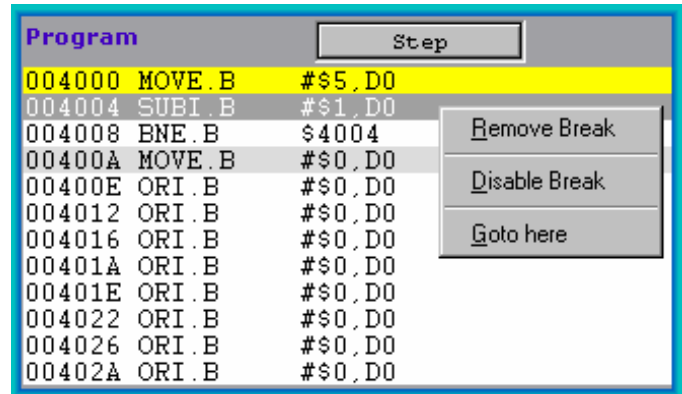 Program Step
004000 MOVE.B #$5,D0
004004 SUBI.B #$1,D0
004008 BNE.B $4004
00400A MOVE.B #$0,D0
00400E ORI.B #$0,D0
004012 ORI.B #$0,D0
004016 ORI.B #$0,D0
00401A ORI.B #$0,D0
00401E ORI.B #$0,D0
004022 ORI.B #$0,D0
004026 ORI.B #$0,D0
00402A ORI.B #$0,D0
Remove Break
Disable Break
Goto here